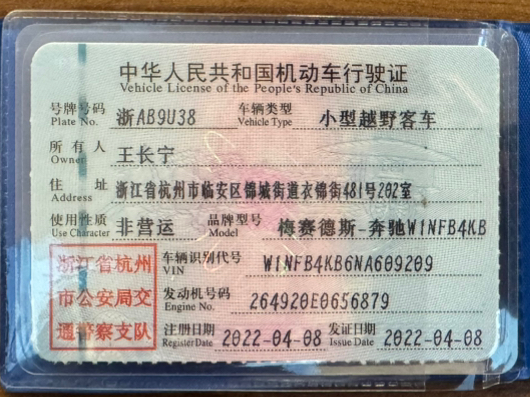 中华人民共和国机动车行驶证
Vehicle License of the People's Republic of China
号牌号码 浙AB9U38 车辆类型 小型越野客车
Plate No. Vehicle Type
所有人 王长宁
Owner
住址 浙江省杭州市临安区锦城街道衣锦街481号202室
Address
使用性质 非营运 品牌型号 梅赛德斯-奔驰W1NFB4KB
Use Character Model
浙江省杭州
市公安局交
通警察支队
车辆识别代号 W1NFB4KB6NA609209
VIN
发动机号码 264920E0656879
Engine No.
注册日期 2022-04-08 发证日期 2022-04-08
Register Date Issue Date